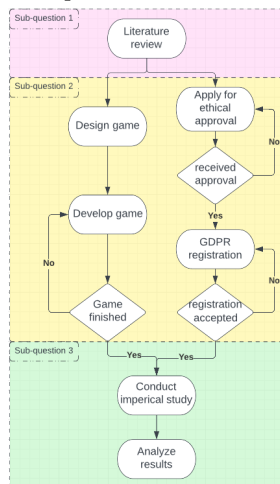 Sub-question 1
Literature
review
Sub-question 2
Apply for
ethical
approval
Design game
No
received
approval
Yes
Develop game
GDPR
registration
No
No
Game
finished
registration
accepted
Sub-question 3
Yes
Yes
Conduct
imperical study
Analyze
results